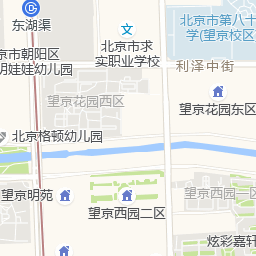 东湖渠
北京市求
实职业学校
北京市第八十
学(望京校区
京市朝阳区
明娃娃幼儿园
利泽中街
望京花园西区
望京花园东区
北京格顿幼儿园
望京明苑
望京西园二区
望京西园三
炫彩嘉轩